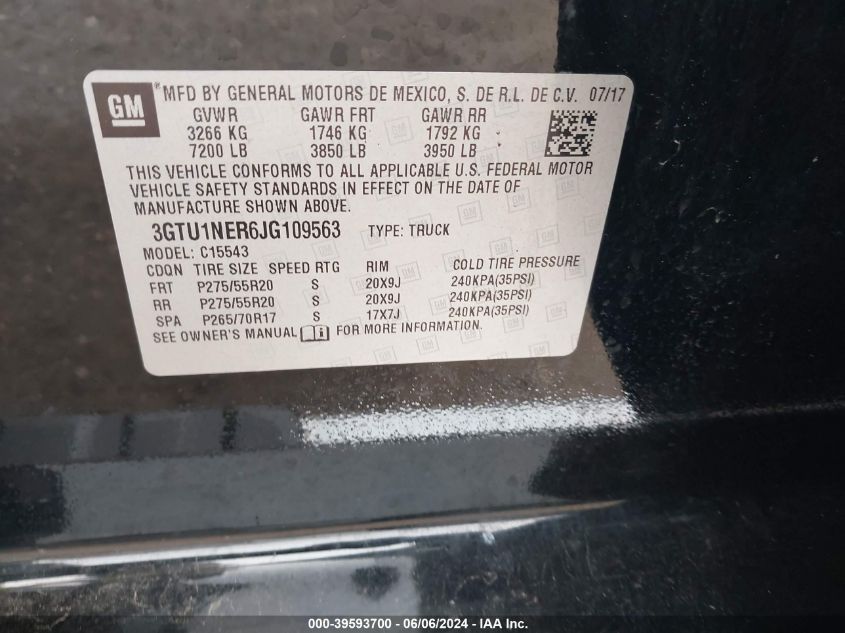 GM
*MFD BY GENERAL MOTORS DE MEXICO, S. DE R.L. DE C.V. 07/17
GVWR GAWR FRT GAWR RR
3266 KG 1746 KG 1792 KG
7200 LB 3850 LB 3950 LB
THIS VEHICLE CONFORMS TO ALL APPLICABLE U.S. FEDERAL MOTOR
VEHICLE SAFETY STANDARDS IN EFFECT ON THE DATE OF
MANUFACTURE SHOWN ABOVE.
3GTU1NER6JG109563 TYPE: TRUCK
MODEL: C15543
CDQN TIRE SIZE SPEED RTG RIM COLD TIRE PRESSURE
FRT P275/55R20 S 20X9J 240KPA(35PSI)
RR P275/55R20 S 20X9J 240KPA(35PSI)
SPA P265/70R17 S 17X7J 240KPA(35PSI)
SEE OWNER'S MANUAL FOR MORE INFORMATION.
000-39593700 - 06/06/2024 - IAA Inc.